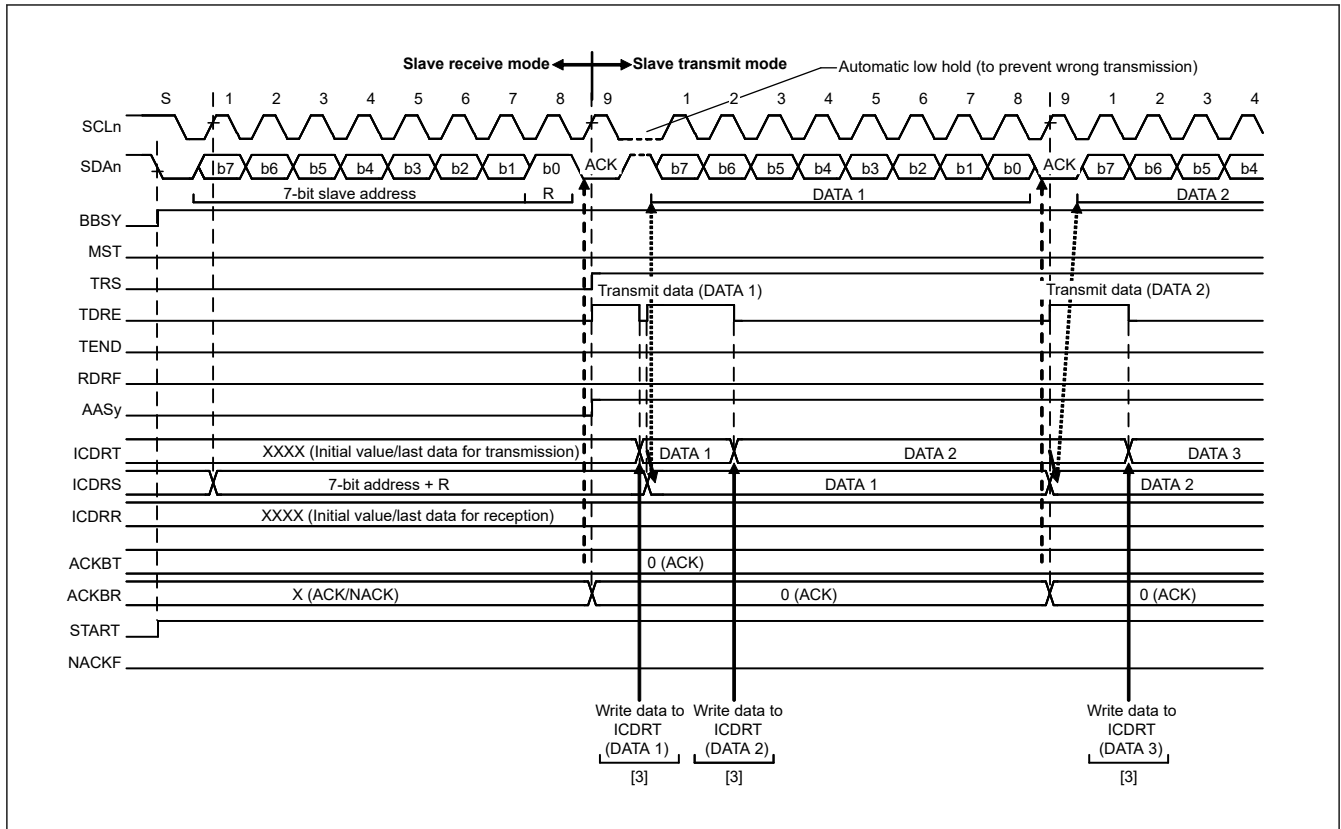 Slave receive mode Slave transmit mode
Automatic low hold (to prevent wrong transmission)
S 1 2 3 4 5 6 7 8 9 1 2 3 4 5 6 7 8 9 1 2 3 4
SCLn
SDAn b7 b6 b5 b4 b3 b2 b1 b0 ACK b7 b6 b5 b4 b3 b2 b1 b0 ACK b7 b6 b5 b4
7-bit slave address R DATA 1 DATA 2
BBSY
MST
TRS
Transmit data (DATA 1) Transmit data (DATA 2)
TDRE
TEND
RDRF
AASy
ICDRT XXXX (Initial value/last data for transmission) DATA 1 DATA 2 DATA 3
ICDRS 7-bit address + R DATA 1 DATA 2
ICDRR XXXX (Initial value/last data for reception)
ACKBT 0 (ACK)
ACKBR X (ACK/NACK) 0 (ACK) 0 (ACK)
START
NACKF
Write data to ICDRT (DATA 1) [3]
Write data to ICDRT (DATA 2) [3]
Write data to ICDRT (DATA 3) [3]